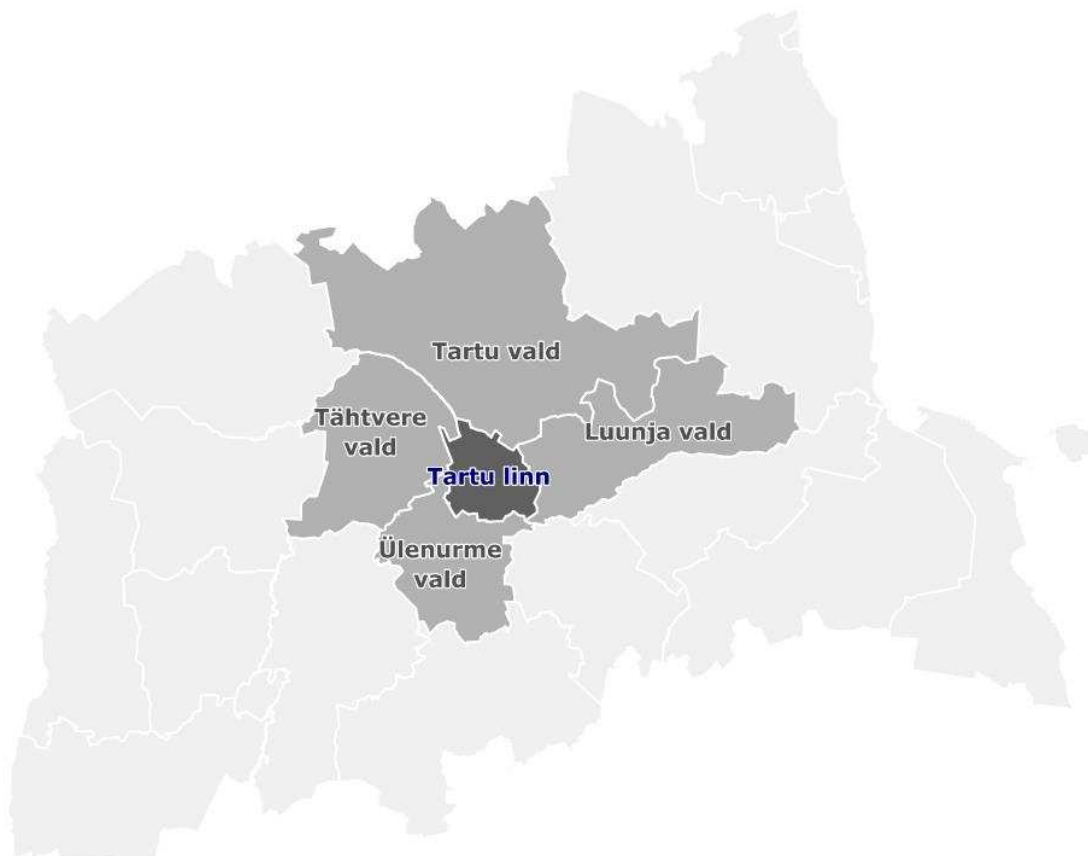 Tartu vald
Tähtvere
vald
Luunja vald
Tartu linn
Ülenurme
vald